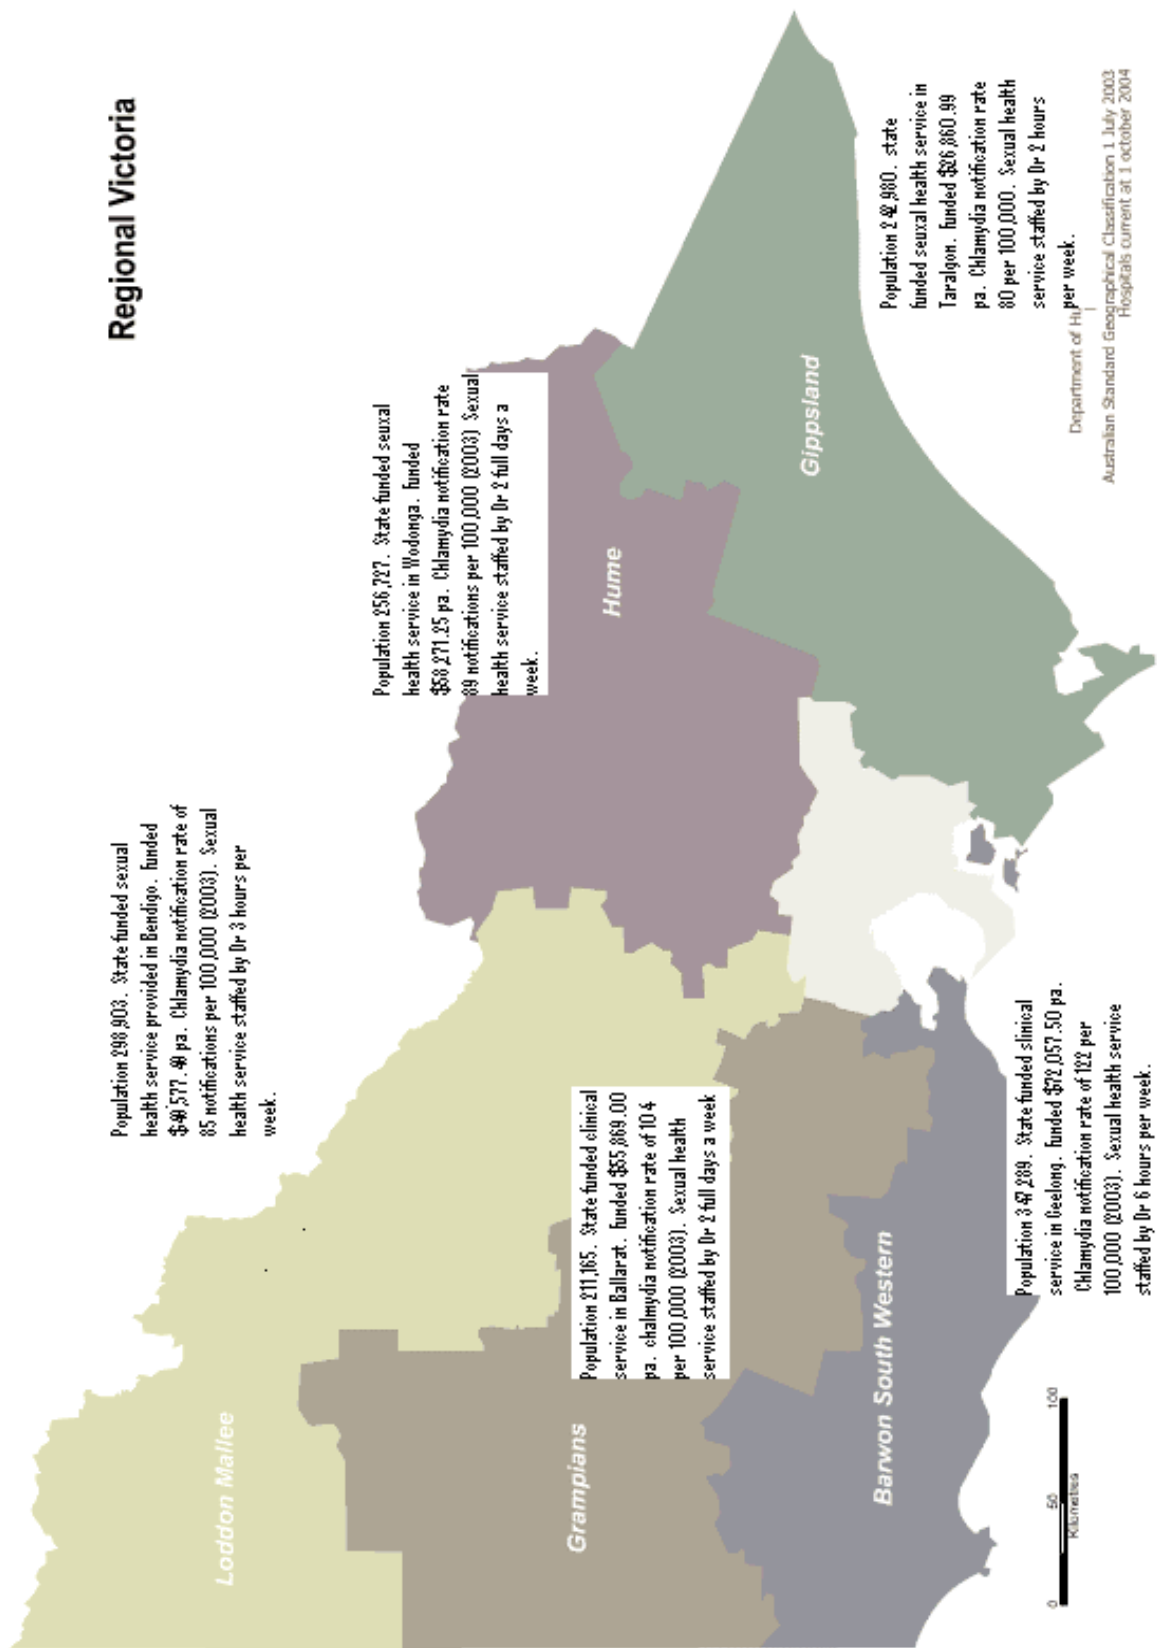 Regional Victoria
Population 298,903. State funded sexual
health service provided in Bendigo. Funded
$40,577.40 pa. Chlamydia notification rate of
85 notifications per 100,000 (2003). Sexual
health service staffed by Dr 3 hours per
week.
Population 256,727. State funded seuxal
health service in Wodonga. Funded
$58,271.25 pa. Chlamydia notification rate
89 notifications per 100,000 (2003) Sexual
health service staffed by Dr 2 full days a
week.
Population 211,165. State funded clinical
service in Ballarat. Funded $55,869.00
pa. chalmydia notification rate of 104
per 100,000 (2003). Sexual health
service staffed by Dr 2 full days a week
Population 347,289. State funded slinical
service in Geelong. Funded $72,057.50 pa.
Chlamydia notification rate of 122 per
100,000 (2003). Sexual health service
staffed by Dr 6 hours per week.
Population 242,980. state
funded seuxal health service in
Taralgon. Funded $26,860.99
pa. Chlamydia notification rate
80 per 100,000. Sexual health
service staffed by Dr 2 hours
per week.
Loddon Mallee
Grampians
Barwon South Western
Hume
Gippsland
0 50 100
Kilometres
Department of Hu
Australian Standard Geographical Classification 1 July 2003
Hospitals current at 1 october 2004